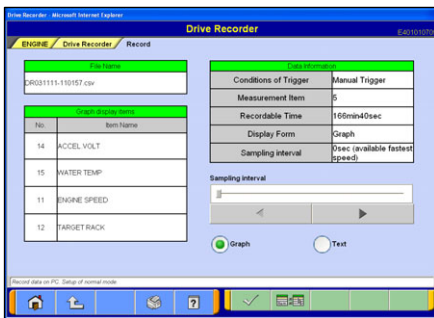 Drive Recorder - Microsoft Internet Explorer
Drive Recorder
E40101070
ENGINE
Drive Recorder
Record
File Name
DR031111-110157.csv
Graph display items
No.
Item Name
14
ACCEL VOLT
15
WATER TEMP
11
ENGINE SPEED
12
TARGET RACK
Data Information
Conditions of Trigger
Manual Trigger
Measurement Item
5
Recordable Time
166min40sec
Display Form
Graph
Sampling interval
0sec (available fastest
speed)
Sampling interval
Graph
Text
Record data on PC. Setup of normal mode
?